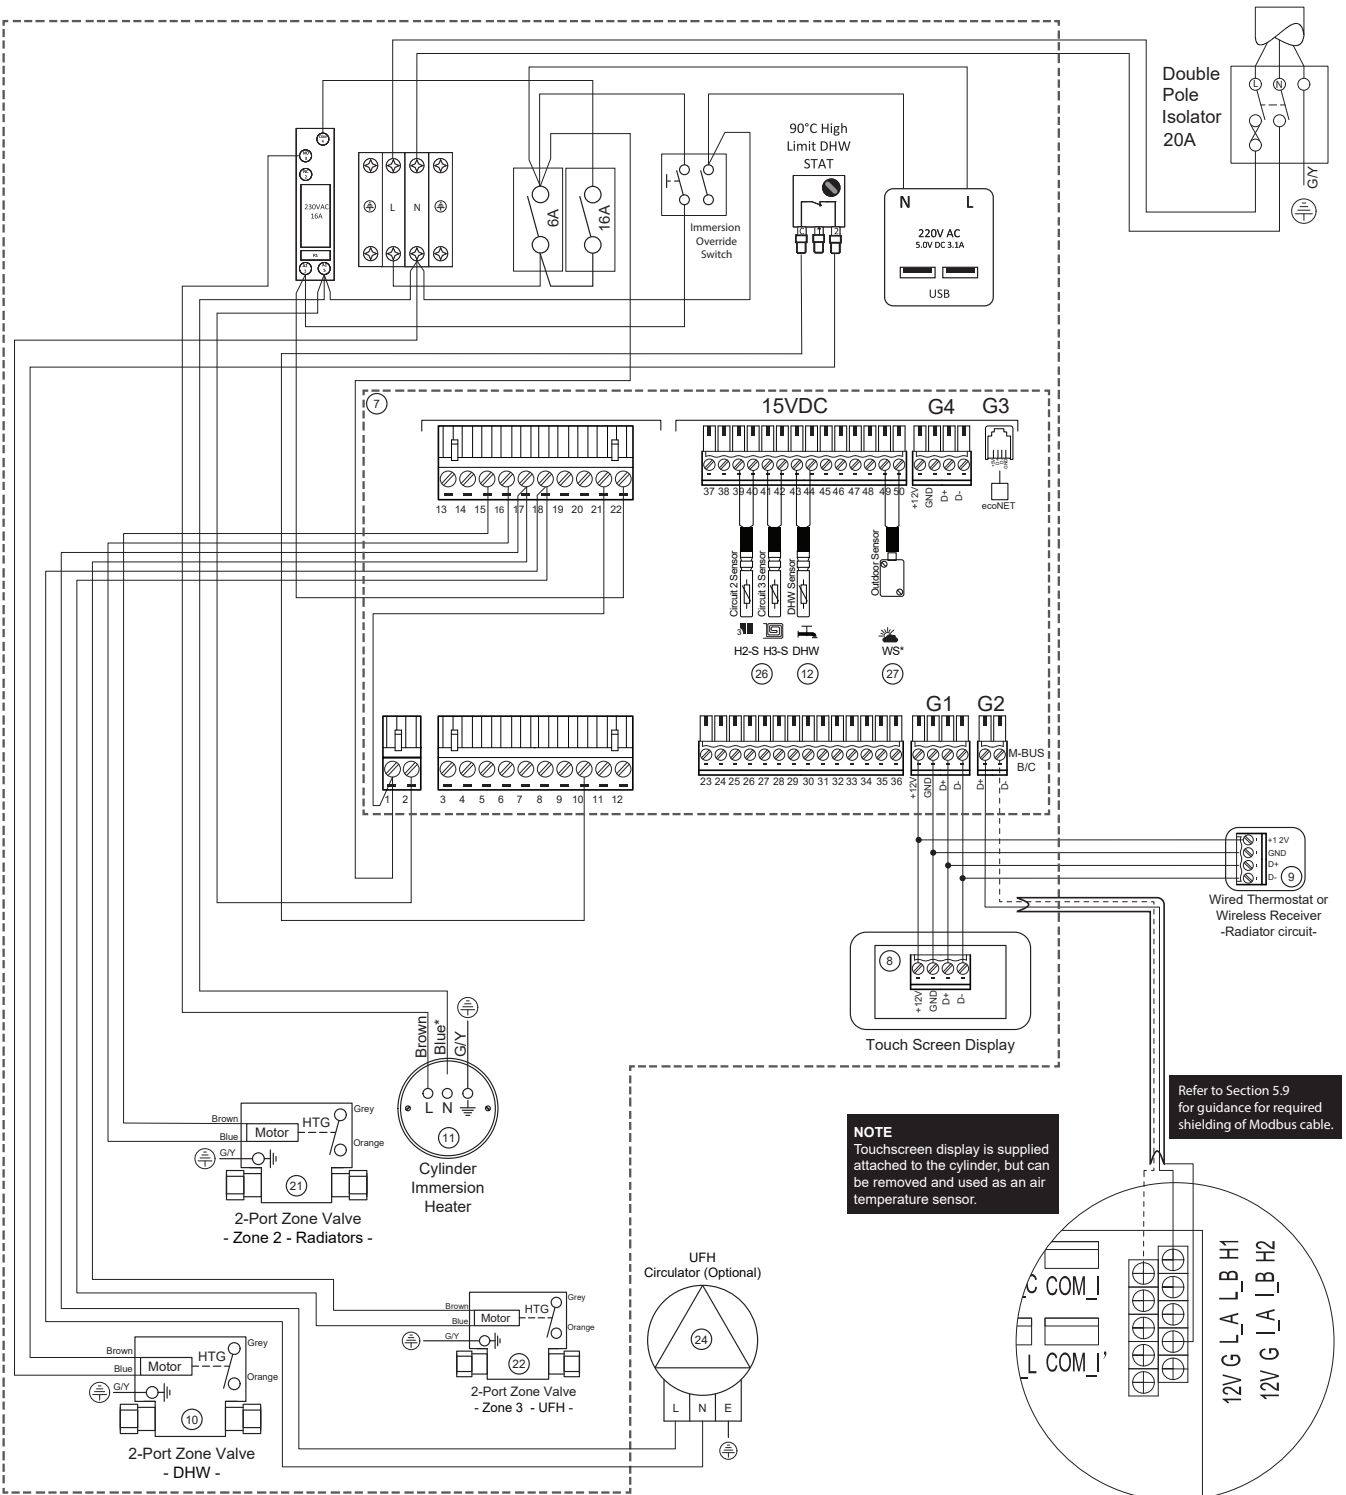 Double
Pole
Isolator
20A
L
N
G/Y
230VAC
16A
L
N
6A
16A
Immersion
Override
Switch
90°C High
Limit DHW
STAT
C
1
2
N
L
220V AC
5.0V DC 3.1A
USB
7
15VDC
G4
G3
13 14 15 16 17 18 19 20 21 22
37 38 39 40 41 42 43 44 45 46 47 48 49 50
+12V
GND
D+
D-
ecoNET
Circuit 2 Sensor
Circuit 3 Sensor
DHW Sensor
Outdoor Sensor
3
H2-S H3-S DHW
WS*
26
12
27
G1
G2
M-BUS
B/C
1 2
3 4 5 6 7 8 9 10 11 12
23 24 25 26 27 28 29 30 31 32 33 34 35 36
+12V
GND
D+
D-
D+
D-
+1 2V
GND
D+
D-
9
Wired Thermostat or
Wireless Receiver
-Radiator circuit-
8
+12V
GND
D+
D-
Touch Screen Display
Brown
Blue*
G/Y
L N
11
Cylinder
Immersion
Heater
Brown
Blue
G/Y
Motor
HTG
Grey
Orange
21
2-Port Zone Valve
- Zone 2 - Radiators -
Refer to Section 5.9
for guidance for required
shielding of Modbus cable.
NOTE
Touchscreen display is supplied
attached to the cylinder, but can
be removed and used as an air
temperature sensor.
UFH
Circulator (Optional)
24
L
N
E
Brown
Blue
G/Y
Motor
HTG
Grey
Orange
22
2-Port Zone Valve
- Zone 3 - UFH -
Brown
Blue
G/Y
Motor
HTG
Grey
Orange
10
2-Port Zone Valve
- DHW -
C COM_I
L COM_I'
12V G L_A L_B H1
12V G I_A I_B H2